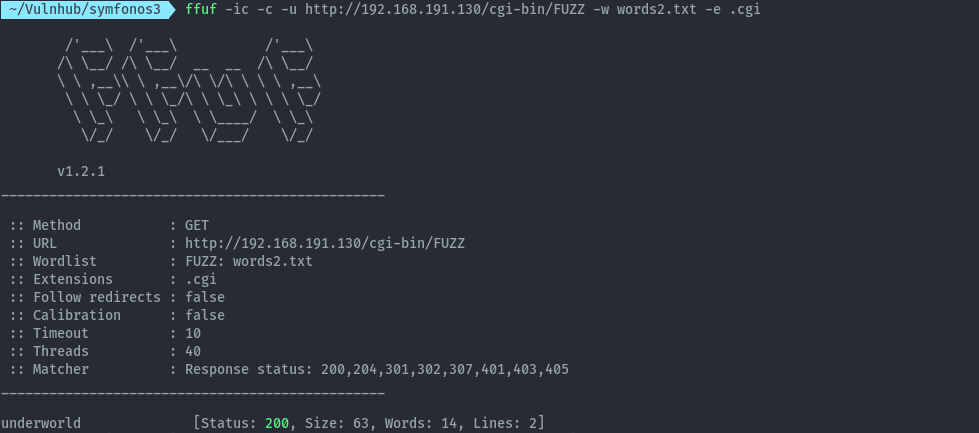 ~/Vulnhub/symfonos3 ffuf -ic -c -u http://192.168.191.130/cgi-bin/FUZZ -w words2.txt -e .cgi
        /'___\  /'___\           /'___\
       /\ \__/ /\ \__/  __  __  /\ \__/
       \ \ ,__\\ \ ,__\/\ \/\ \ \ \ ,__\
        \ \ \_/ \ \ \_/\ \ \_\ \ \ \ \_/
         \ \_\   \ \_\  \ \____/  \ \_\
          \/_/    \/_/   \/___/    \/_/
       v1.2.1
________________________________________________
 :: Method           : GET
 :: URL              : http://192.168.191.130/cgi-bin/FUZZ
 :: Wordlist         : FUZZ: words2.txt
 :: Extensions       : .cgi
 :: Follow redirects : false
 :: Calibration      : false
 :: Timeout          : 10
 :: Threads          : 40
 :: Matcher          : Response status: 200,204,301,302,307,401,403,405
________________________________________________
underworld              [Status: 200, Size: 63, Words: 14, Lines: 2]